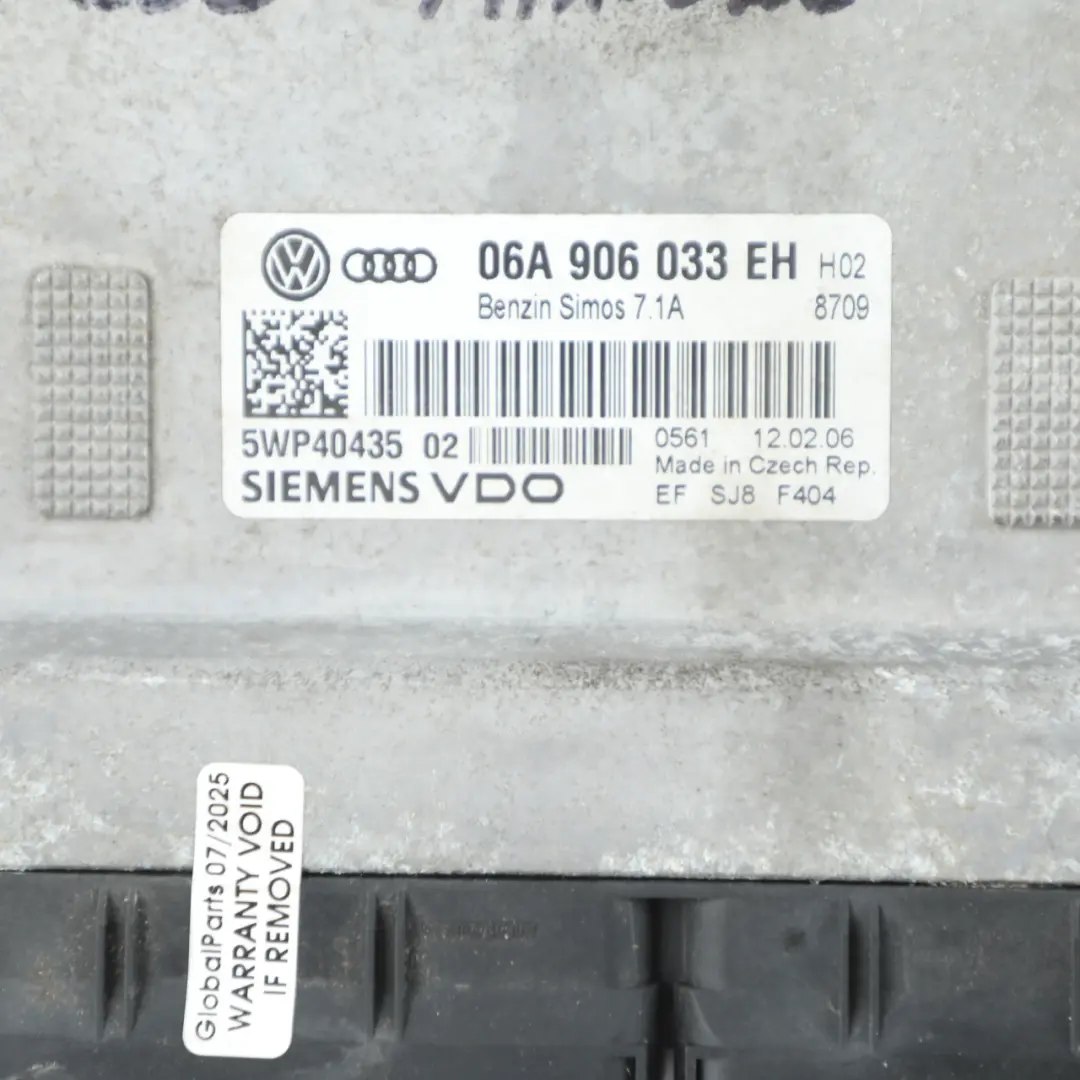 06A 906 033 EH H02
Benzin Simos 7.1A 8709
5WP40435 02 0561 12.02.06
Made in Czech Rep.
SIEMENS VDO EF SJ8 F404
GlobalParts 07/2025
WARRANTY VOID
IF REMOVED